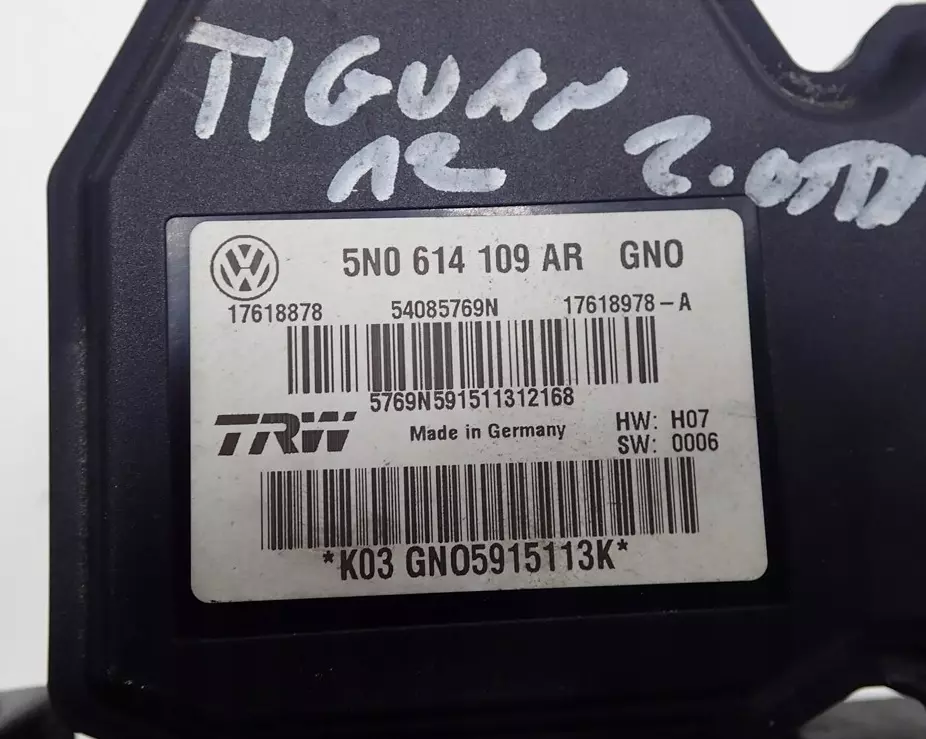 TIGUAN
12 2.0TDI
5N0 614 109 AR GNO
17618878 54085769N 17618978-A
5769N591511312168
TRW Made in Germany HW: H07
SW: 0006
*K03 GNO5915113K*